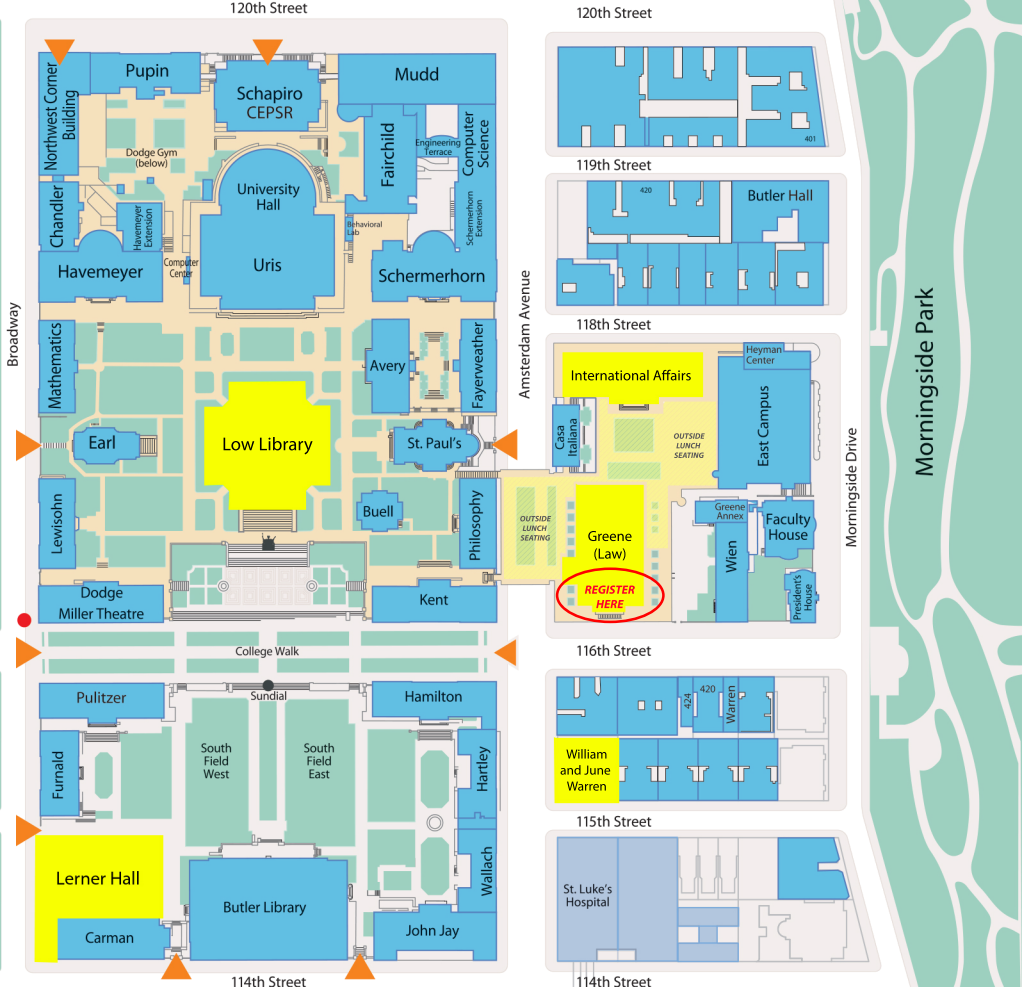 120th Street
120th Street
Northwest Corner
Building
Pupin
Schapiro
CEPSR
Mudd
Dodge Gym
(below)
Fairchild
Engineering
Terrace
Computer
Science
401
119th Street
Chandler
Havemeyer
Extension
University
Hall
Behavioral
Lab
Schermerhorn
Extension
420
Butler Hall
Havemeyer
Computer
Center
Uris
Schermerhorn
Broadway
Amsterdam Avenue
118th Street
Morningside Park
Mathematics
Avery
Fayerweather
International Affairs
Heyman
Center
Earl
Low Library
St. Paul's
Casa
Italiana
OUTSIDE
LUNCH
SEATING
East Campus
Morningside Drive
Lewisohn
Buell
Philosophy
OUTSIDE
LUNCH
SEATING
Greene
(Law)
Greene
Annex
Wien
Faculty
House
President's
House
REGISTER
HERE
Dodge
Miller Theatre
Kent
College Walk
116th Street
Pulitzer
Sundial
Hamilton
424
420
Warren
Furnald
South
Field
West
South
Field
East
Hartley
William
and June
Warren
115th Street
Lerner Hall
Wallach
Butler Library
St. Luke's
Hospital
Carman
John Jay
114th Street
114th Street